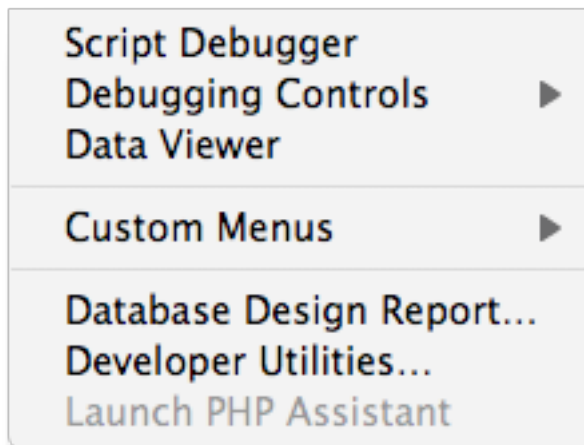 Script Debugger
Debugging Controls
Data Viewer
Custom Menus
Database Design Report...
Developer Utilities...
Launch PHP Assistant